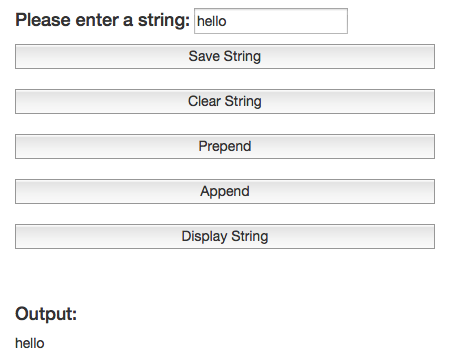 Please enter a string: hello
Save String
Clear String
Prepend
Append
Display String
Output:
hello